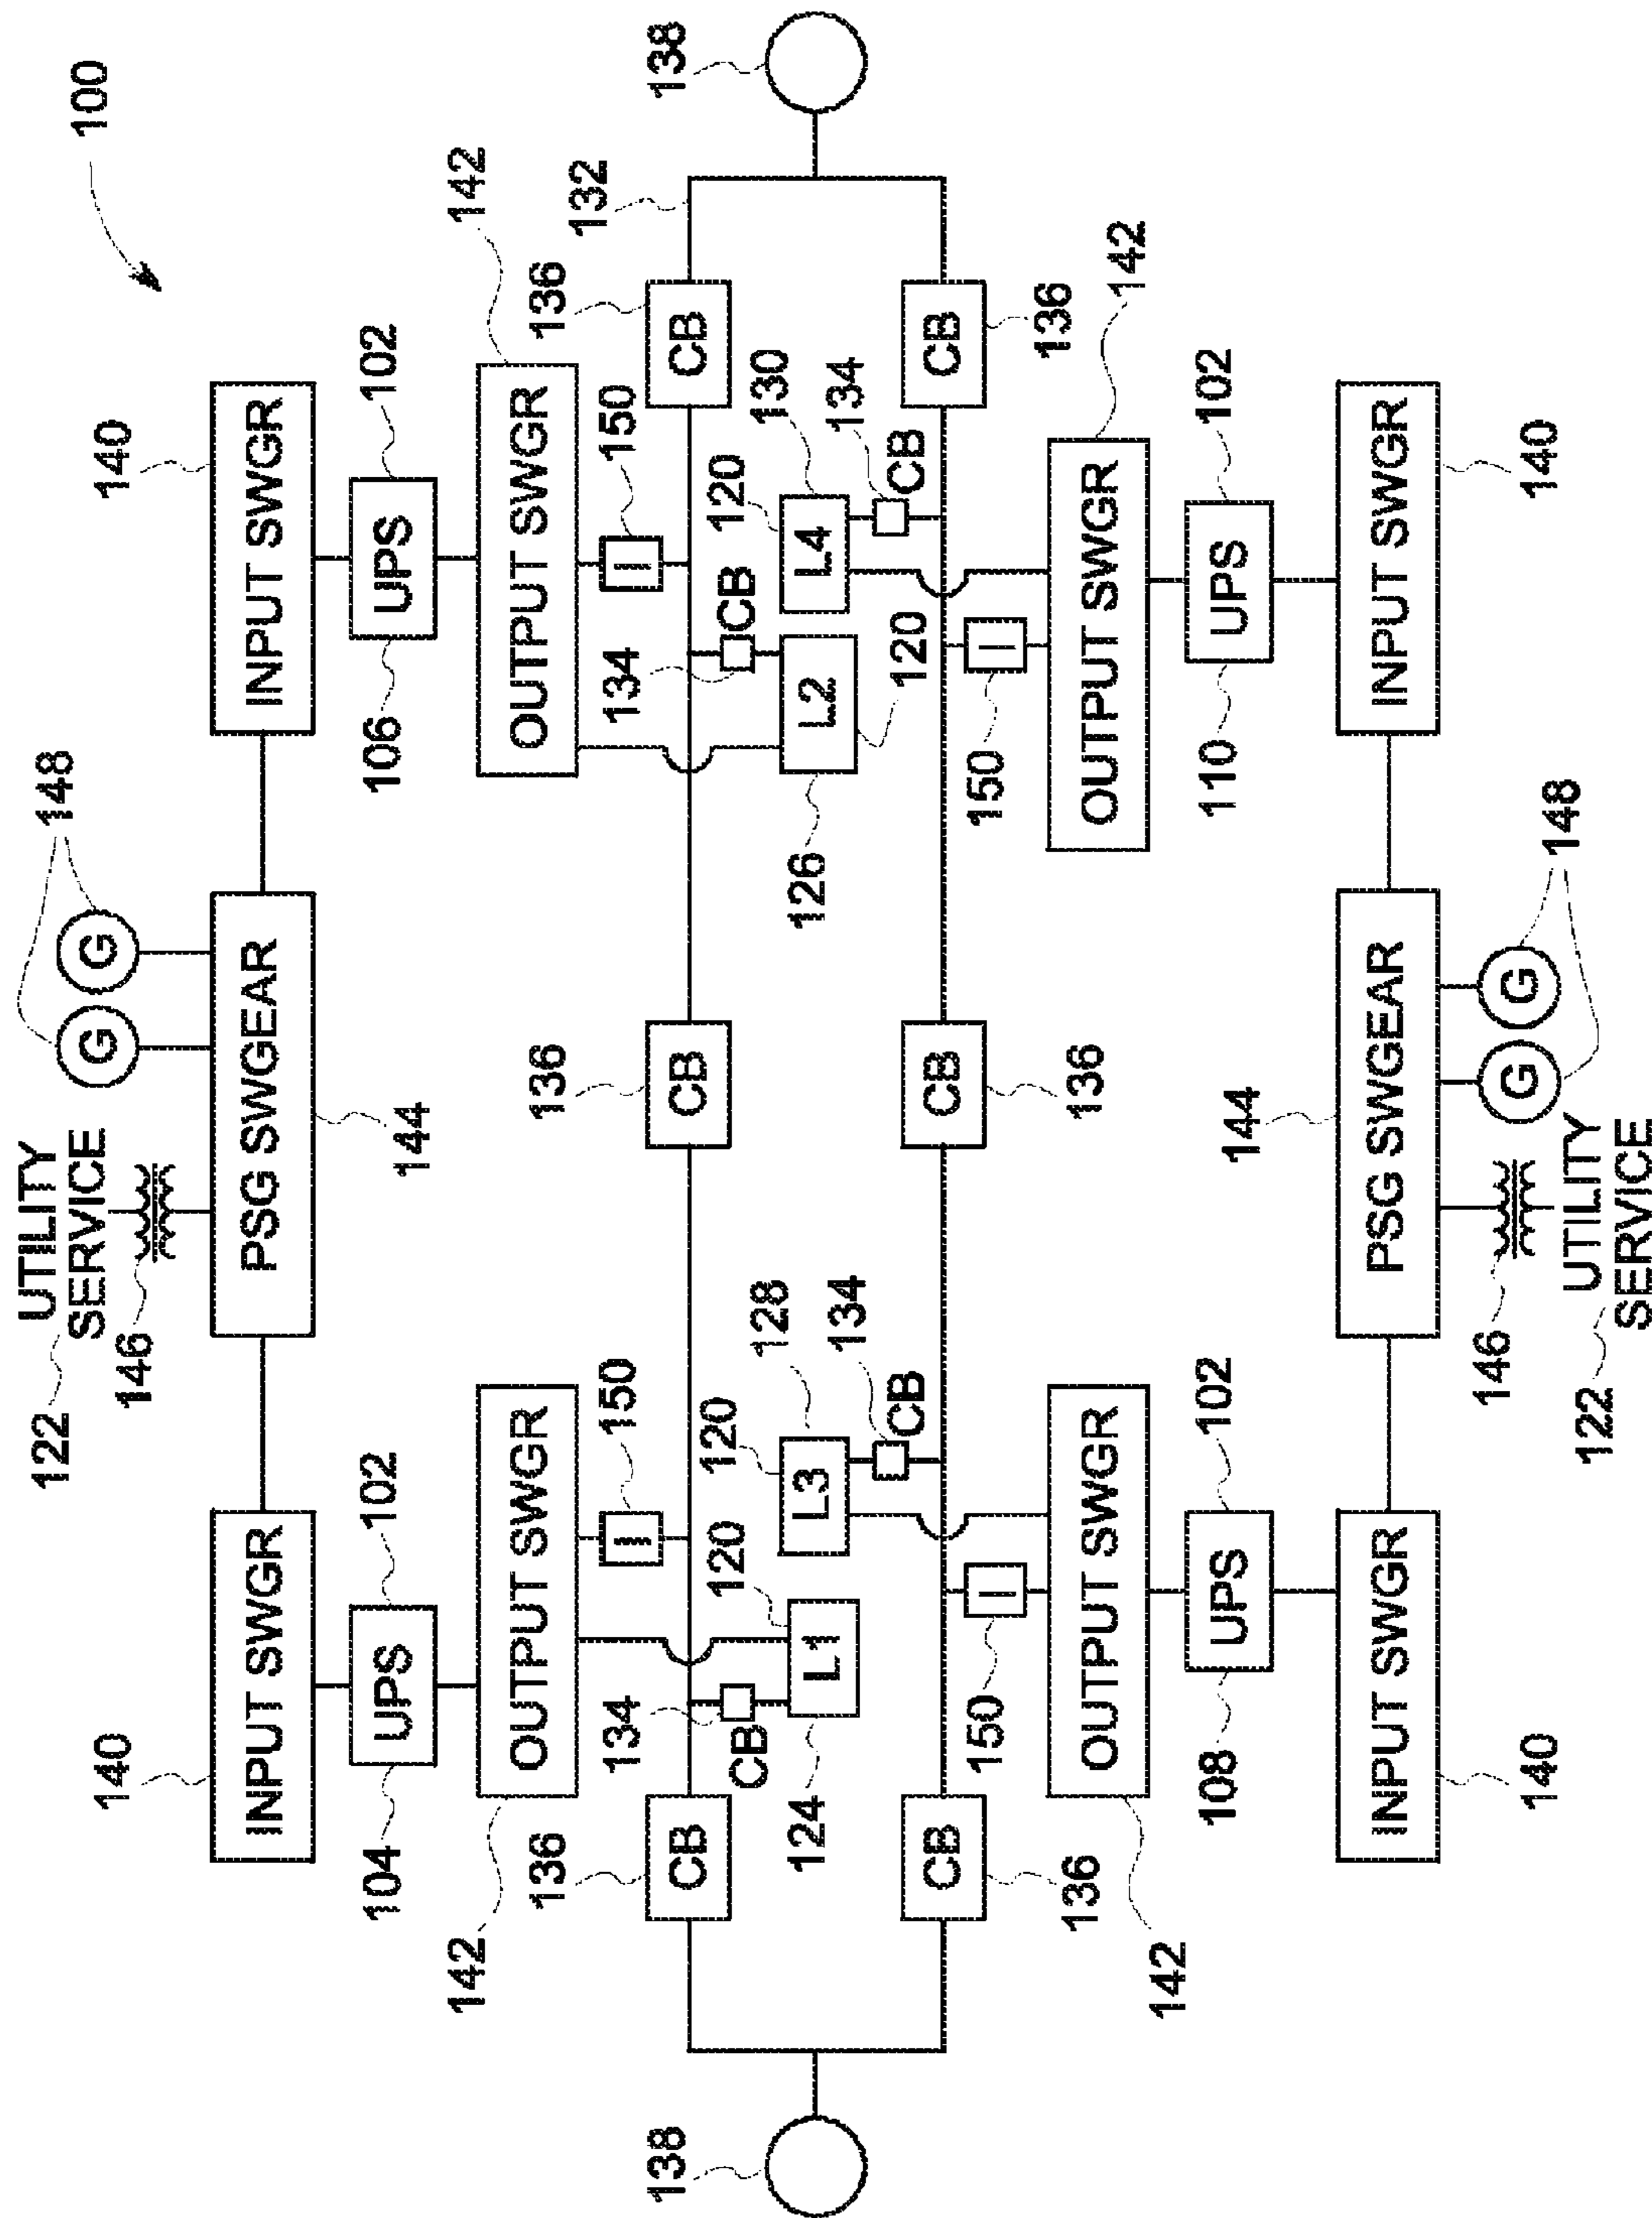 100
UTILITY
SERVICE
122
146
148
G
G
140
INPUT SWGR
PSG SWGEAR
144
INPUT SWGR
140
104
UPS
102
106
UPS
102
142
OUTPUT SWGR
OUTPUT SWGR
142
150
150
136
CB
134
CB
136
CB
134
CB
136
CB
132
124
L1
120
126
L2
120
138
138
120
L3
128
134
CB
120
L4
130
134
CB
CB
136
CB
136
CB
136
150
150
142
OUTPUT SWGR
OUTPUT SWGR
142
108
UPS
102
110
UPS
102
144
INPUT SWGR
140
PSG SWGEAR
INPUT SWGR
140
146
G
G
148
UTILITY
SERVICE
122